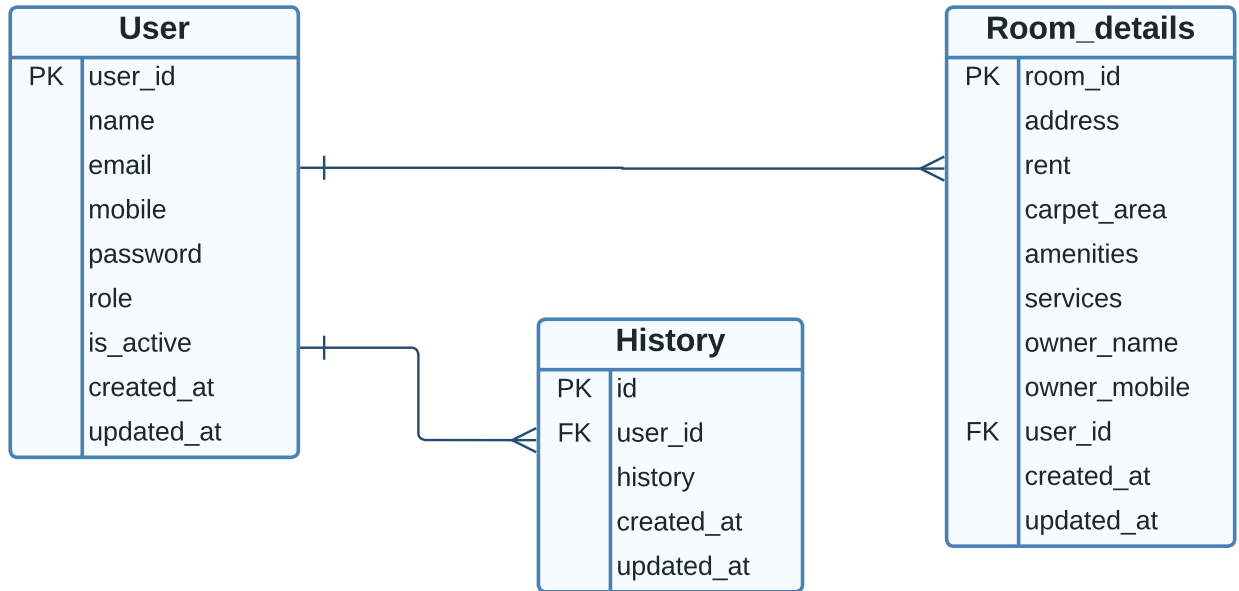 User
PK user_id
name
email
mobile
password
role
is_active
created_at
updated_at
Room_details
PK room_id
address
rent
carpet_area
amenities
services
owner_name
owner_mobile
FK user_id
created_at
updated_at
History
PK id
FK user_id
history
created_at
updated_at